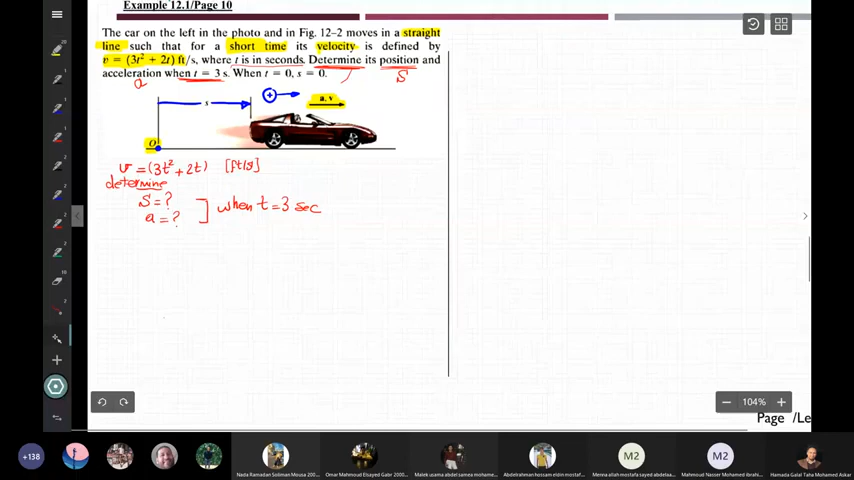 Example 12.1/Page 10
The car on the left in the photo and in Fig. 12–2 moves in a straight
line such that for a short time its velocity is defined by
v = (3t² + 2t) ft/s, where t is in seconds. Determine its position and
acceleration when t = 3 s. When t = 0, s = 0.
a
S
s
+
a, v
O
v = (3t² + 2t) [ft/s]
determine
S = ?
a = ?
when t = 3 sec
104%
Page /Le
+138
Nada Ramadan Soliman Mousa 200...
Omar Mahmoud Elsayed Gabr 2000...
Malek usama abdel samea mohame...
Abdelrahman hossam eldin mostaf...
M2
Menna allah mostafa sayed abdelaa...
M2
Mahmoud Nasser Mohamed ibrahi...
Hamada Galal Taha Mohamed Askar